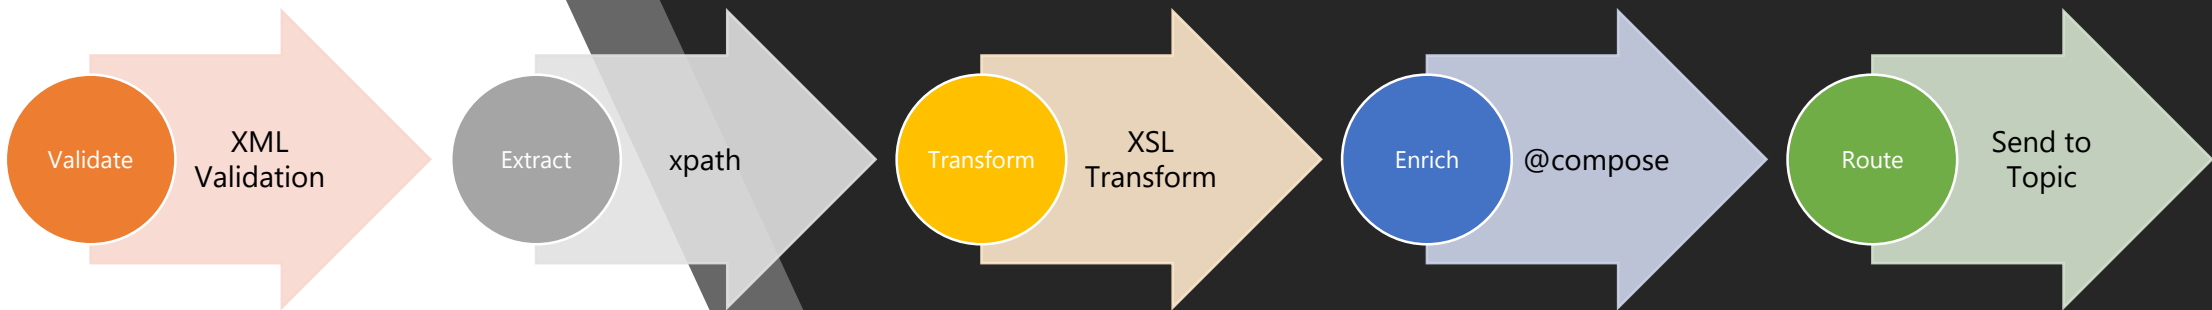 Validate
XML
Validation
Extract
xpath
Transform
XSL
Transform
Enrich
@compose
Route
Send to
Topic